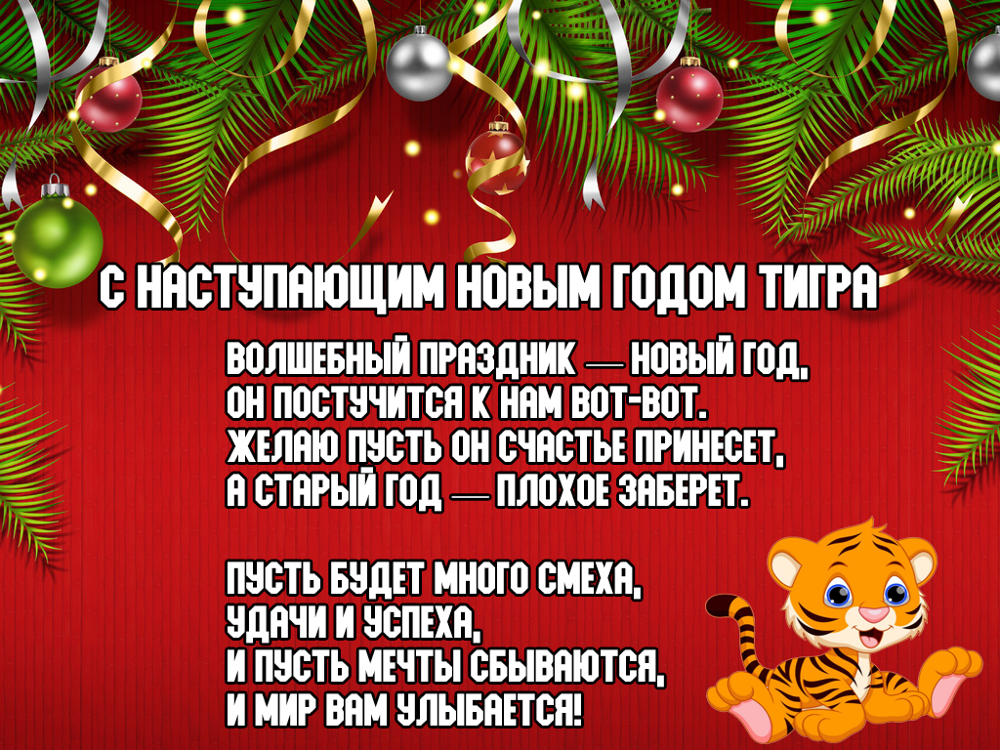 С НАСТУПАЮЩИМ НОВЫМ ГОДОМ ТИГРА
ВОЛШЕБНЫЙ ПРАЗДНИК — НОВЫЙ ГОД,
ОН ПОСТУЧИТСЯ К НАМ ВОТ-ВОТ.
ЖЕЛАЮ ПУСТЬ ОН СЧАСТЬЕ ПРИНЕСЕТ,
А СТАРЫЙ ГОД — ПЛОХОЕ ЗАБЕРЕТ.
ПУСТЬ БУДЕТ МНОГО СМЕХА,
УДАЧИ И УСПЕХА,
И ПУСТЬ МЕЧТЫ СБЫВАЮТСЯ,
И МИР ВАМ УЛЫБАЕТСЯ!